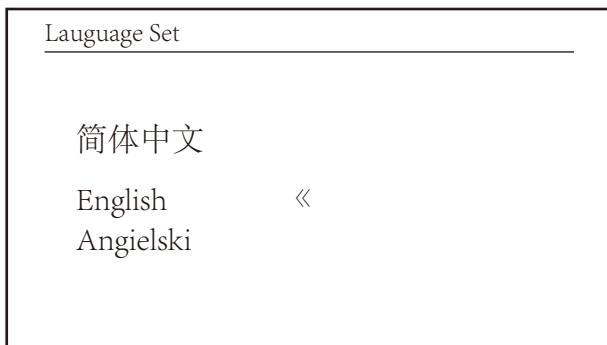 Lauguage Set
简体中文
English 《
Angielski